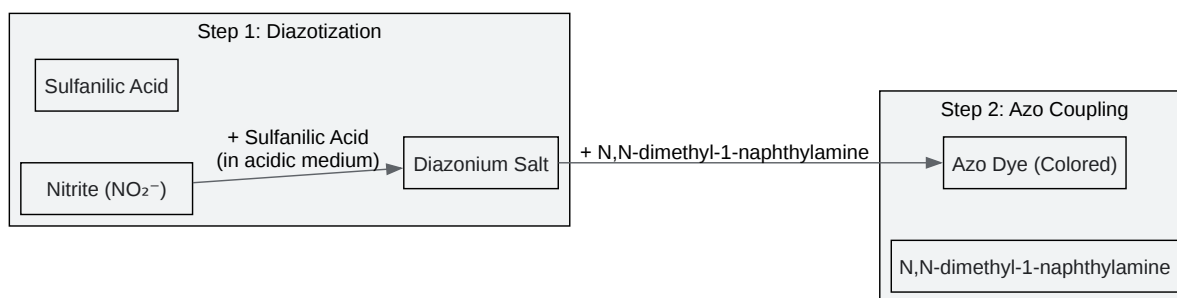 Step 1: Diazotization
Sulfanilic Acid
+ Sulfanilic Acid
(in acidic medium)
Nitrite (NO₂⁻)
Diazonium Salt
+ N,N-dimethyl-1-naphthylamine
Step 2: Azo Coupling
Azo Dye (Colored)
N,N-dimethyl-1-naphthylamine